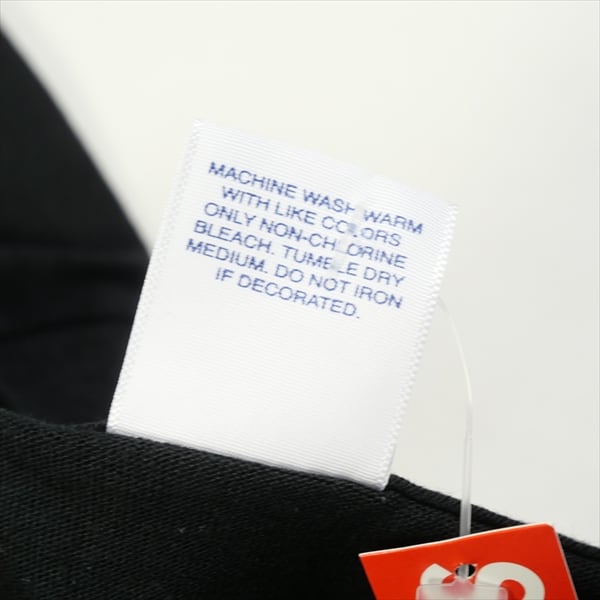 MACHINE WASH WARM
WITH LIKE COLORS
ONLY NON-CHLORINE
BLEACH. TUMBLE DRY
MEDIUM. DO NOT IRON
IF DECORATED.